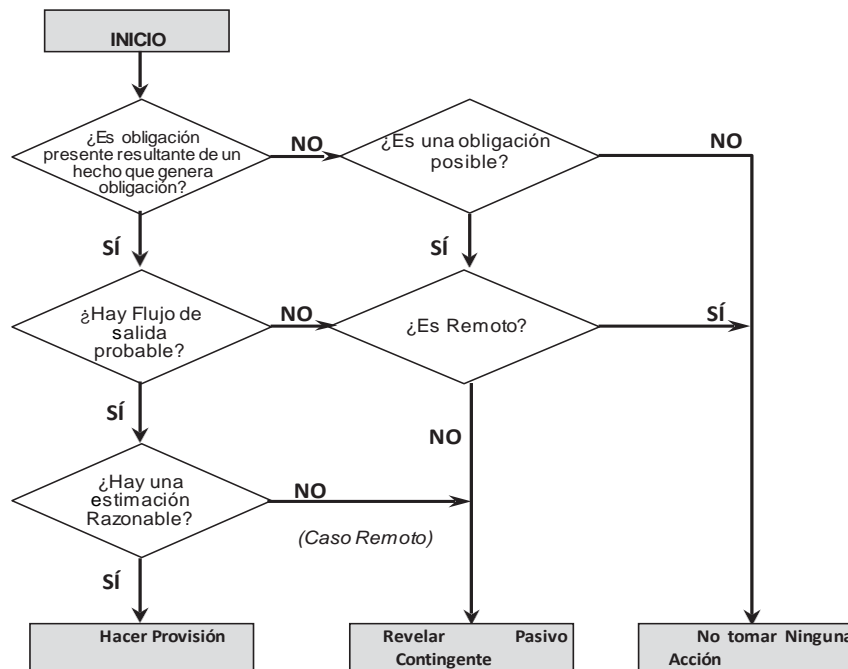 INICIO
¿Es obligación
presente resultante de un
hecho que genera
obligación?
NO
¿Es una obligación
posible?
NO
SÍ
SÍ
¿Hay Flujo de
salida
probable?
NO
¿Es Remoto?
SÍ
SÍ
NO
¿Hay una
estimación
Razonable?
NO
(Caso Remoto)
SÍ
Hacer Provisión
Revelar Pasivo
Contingente
No tomar Ninguna
Acción